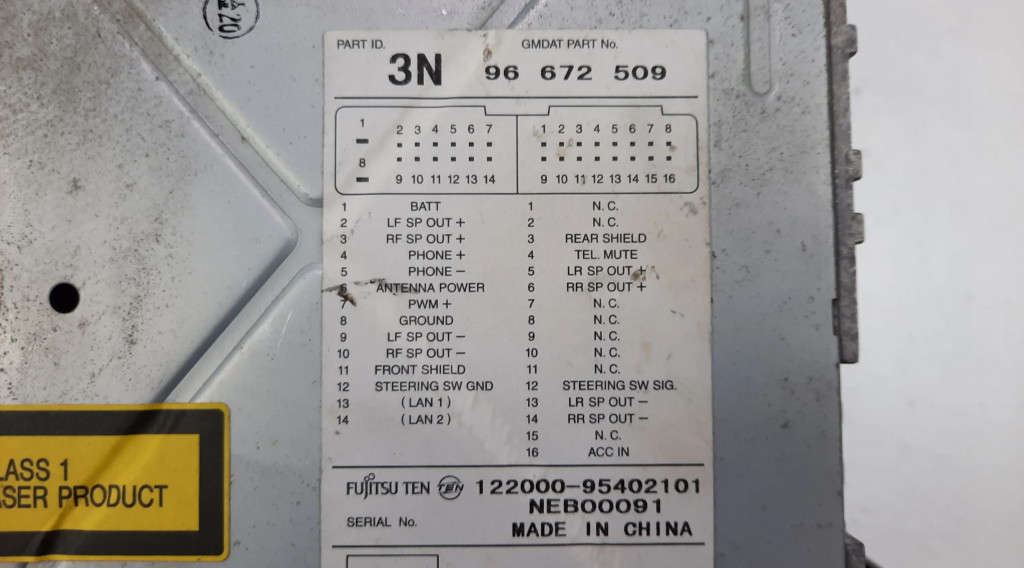 20
PART ID. GMDAT PART No.
3N 96 672 509
1
2 3 4 5 6 7 1 2 3 4 5 6 7 8
8
9 10 11 12 13 14 9 10 11 12 13 14 15 16
1 BATT 1 N. C.
2 LF SP OUT + 2 N. C.
3 RF SP OUT + 3 REAR SHIELD
4 PHONE + 4 TEL. MUTE
5 PHONE − 5 LR SP OUT +
6 ANTENNA POWER 6 RR SP OUT +
7 PWM + 7 N. C.
8 GROUND 8 N. C.
9 LF SP OUT − 9 N. C.
10 RF SP OUT − 10 N. C.
11 FRONT SHIELD 11 N. C.
12 STEERING SW GND 12 STEERING SW SIG.
13 ( LAN 1 ) 13 LR SP OUT −
14 ( LAN 2 ) 14 RR SP OUT −
15 N. C.
16 ACC IN
FUJITSU TEN TEN 122000-95402101
NEB00091
SERIAL No. MADE IN CHINA
LASS 1
ASER PRODUCT